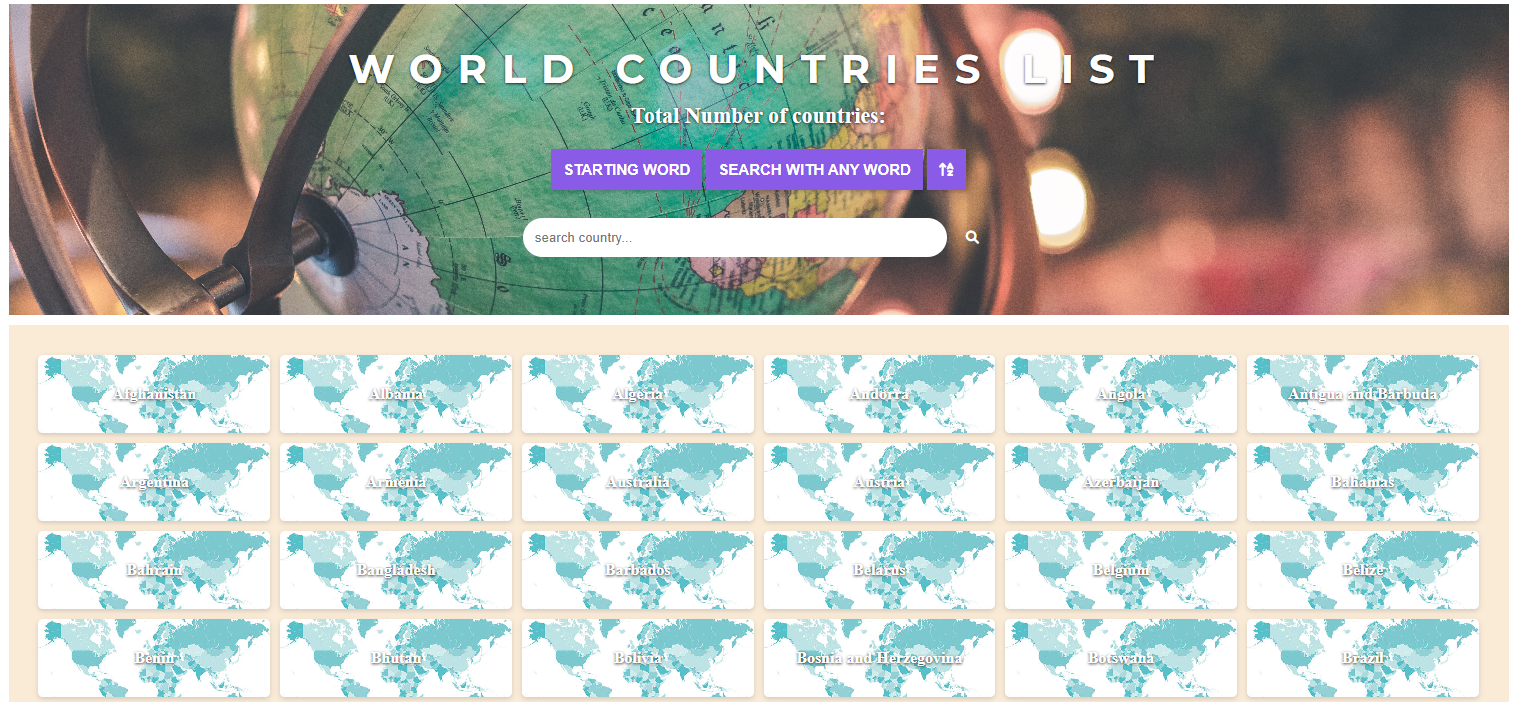 WORLD COUNTRIES LIST
Total Number of countries:
STARTING WORD SEARCH WITH ANY WORD
search country...
Afghanistan Albania Algeria Andorra Angola Antigua and Barbuda
Argentina Armenia Australia Austria Azerbaijan Bahamas
Bahrain Bangladesh Barbados Belarus Belgium Belize
Benin Bhutan Bolivia Bosnia and Herzegovina Botswana Brazil